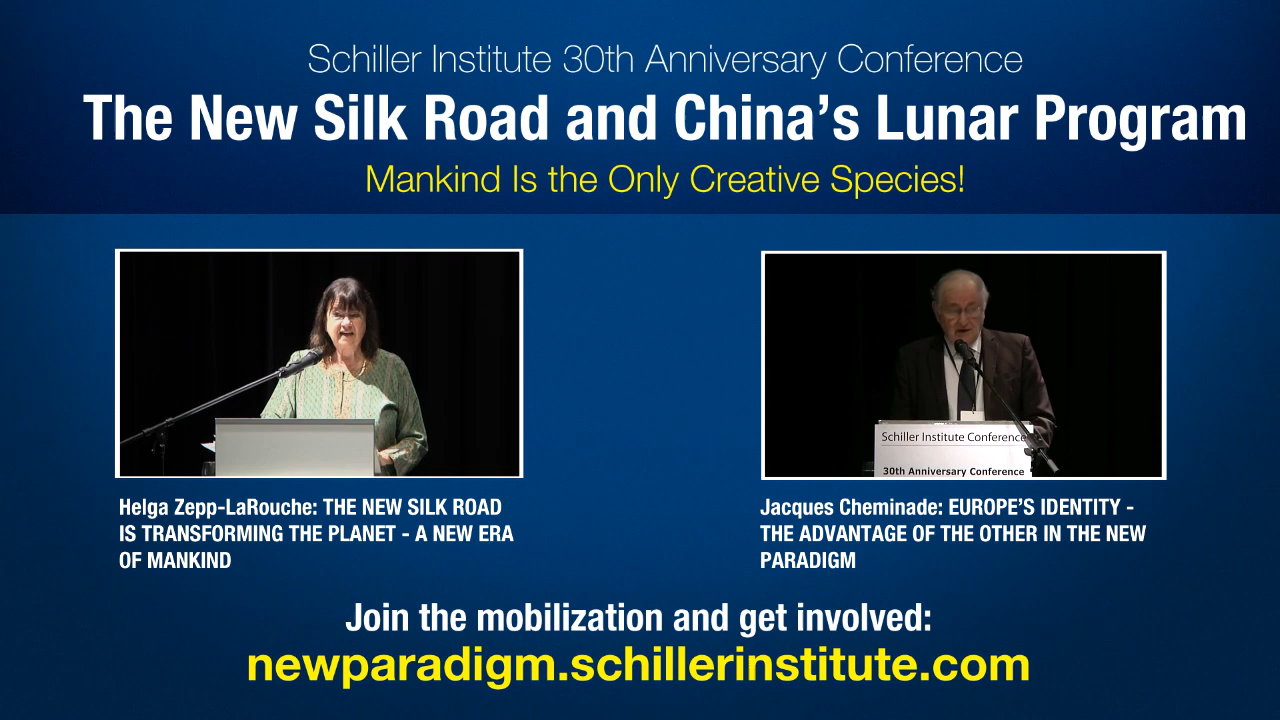 Schiller Institute 30th Anniversary Conference
The New Silk Road and China's Lunar Program
Mankind Is the Only Creative Species!
Schiller Institute Conference
30th Anniversary Conference
Helga Zepp-LaRouche: THE NEW SILK ROAD
IS TRANSFORMING THE PLANET - A NEW ERA
OF MANKIND
Jacques Cheminade: EUROPE'S IDENTITY -
THE ADVANTAGE OF THE OTHER IN THE NEW
PARADIGM
Join the mobilization and get involved:
newparadigm.schillerinstitute.com